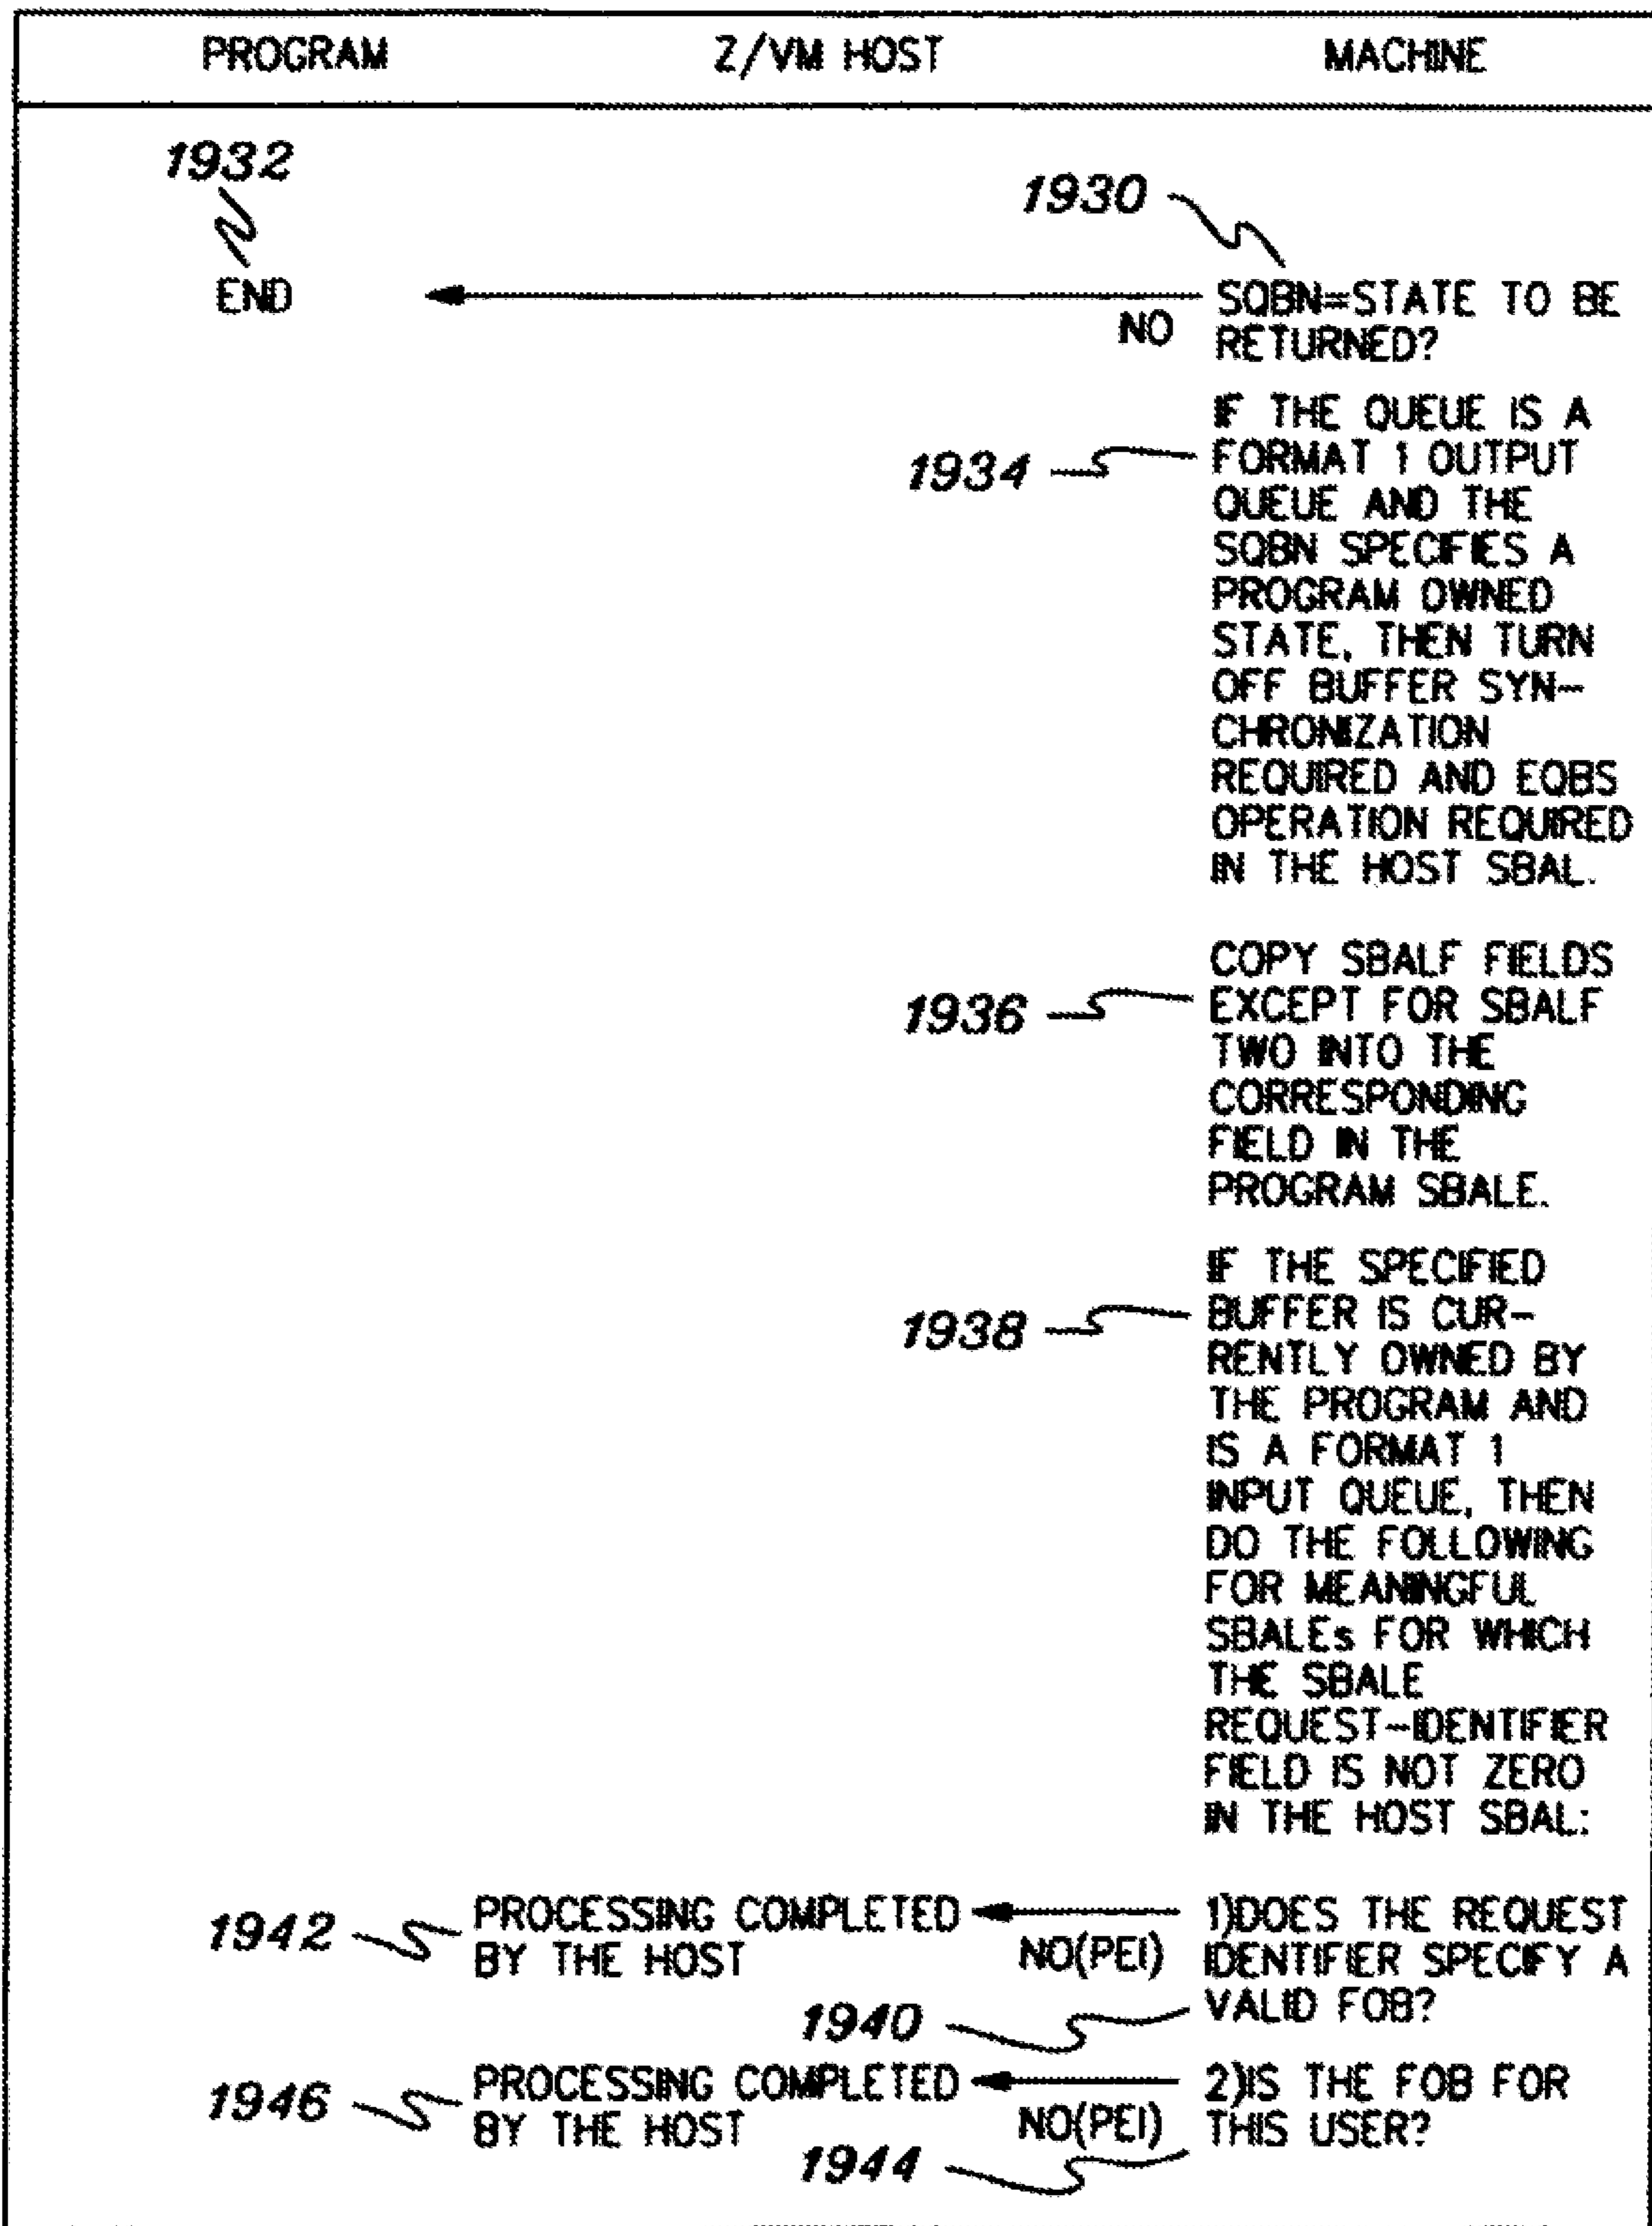 PROGRAM Z/VM HOST MACHINE
1932
1930
END
SQBN=STATE TO BE
NO RETURNED?
IF THE QUEUE IS A
1934 FORMAT 1 OUTPUT
QUEUE AND THE
SQBN SPECIFIES A
PROGRAM OWNED
STATE, THEN TURN
OFF BUFFER SYN-
CHRONIZATION
REQUIRED AND EQBS
OPERATION REQUIRED
IN THE HOST SBAL.
COPY SBALF FIELDS
1936 EXCEPT FOR SBALF
TWO INTO THE
CORRESPONDING
FIELD IN THE
PROGRAM SBALE.
IF THE SPECIFIED
1938 BUFFER IS CUR-
RENTLY OWNED BY
THE PROGRAM AND
IS A FORMAT 1
INPUT QUEUE, THEN
DO THE FOLLOWING
FOR MEANINGFUL
SBALEs FOR WHICH
THE SBALE
REQUEST-IDENTIFIER
FIELD IS NOT ZERO
IN THE HOST SBAL:
1942 PROCESSING COMPLETED 1)DOES THE REQUEST
BY THE HOST NO(PEI) IDENTIFIER SPECIFY A
1940 VALID FOB?
1946 PROCESSING COMPLETED 2)IS THE FOB FOR
BY THE HOST NO(PEI) THIS USER?
1944